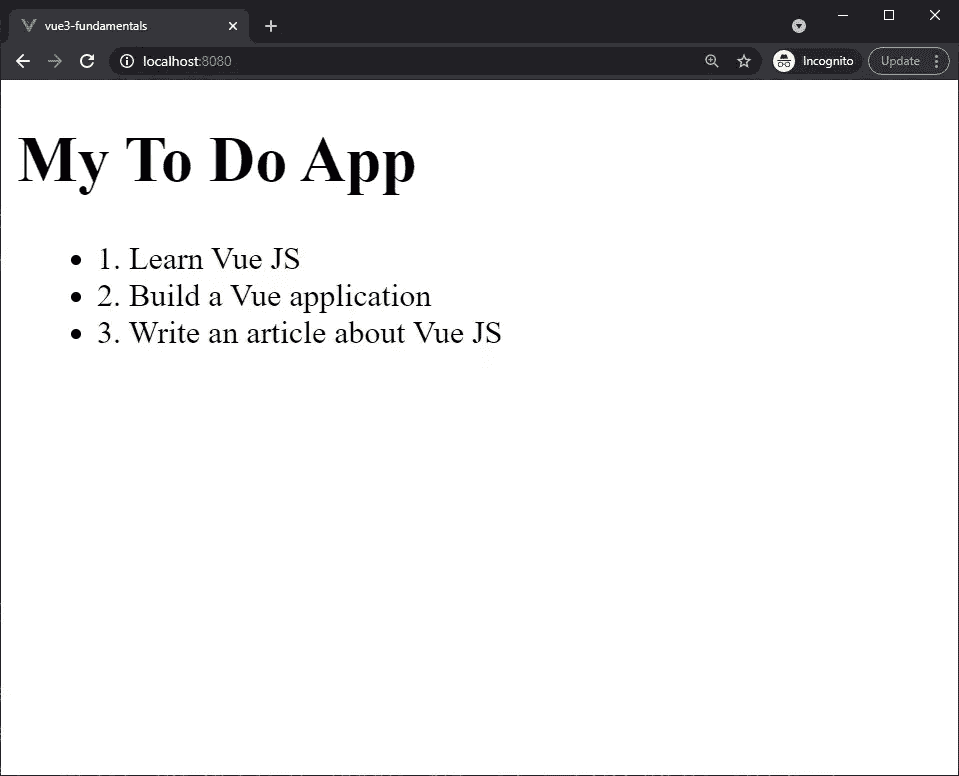 vue3-fundamentals
localhost:8080
Incognito
Update
My To Do App
• 1. Learn Vue JS
• 2. Build a Vue application
• 3. Write an article about Vue JS